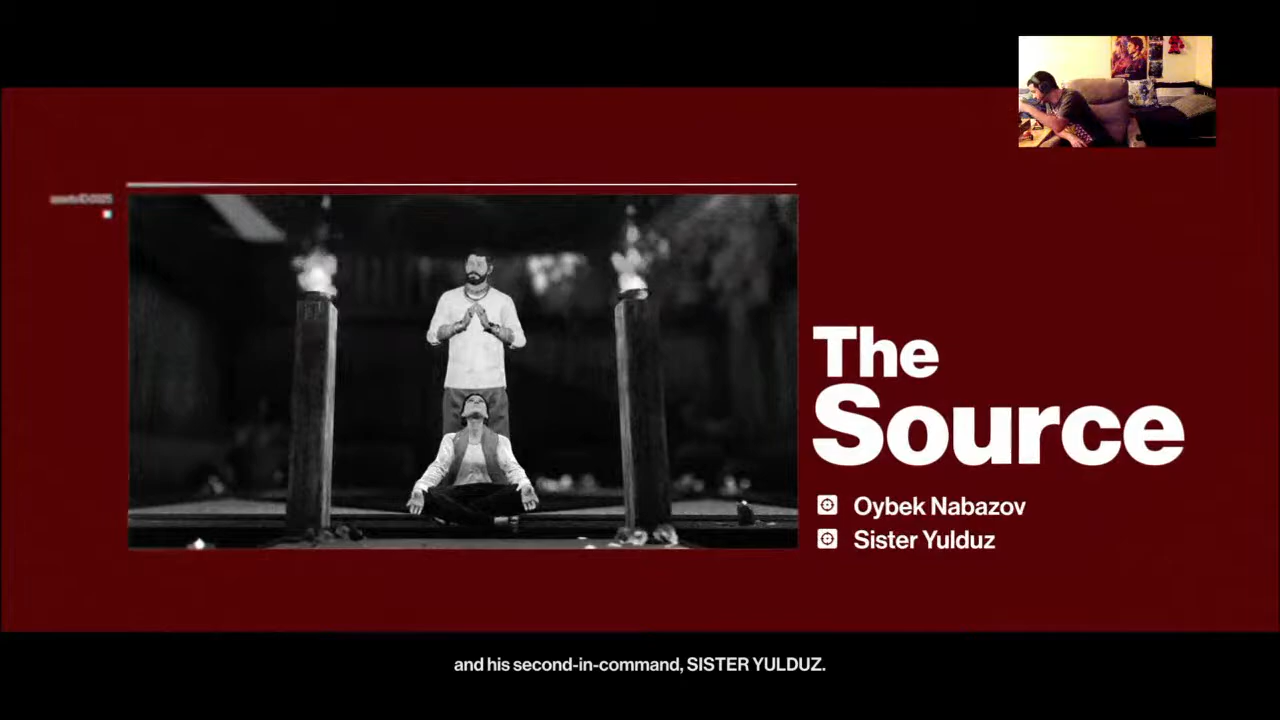 The
Source
Oybek Nabazov
Sister Yulduz
and his second-in-command, SISTER YULDUZ.